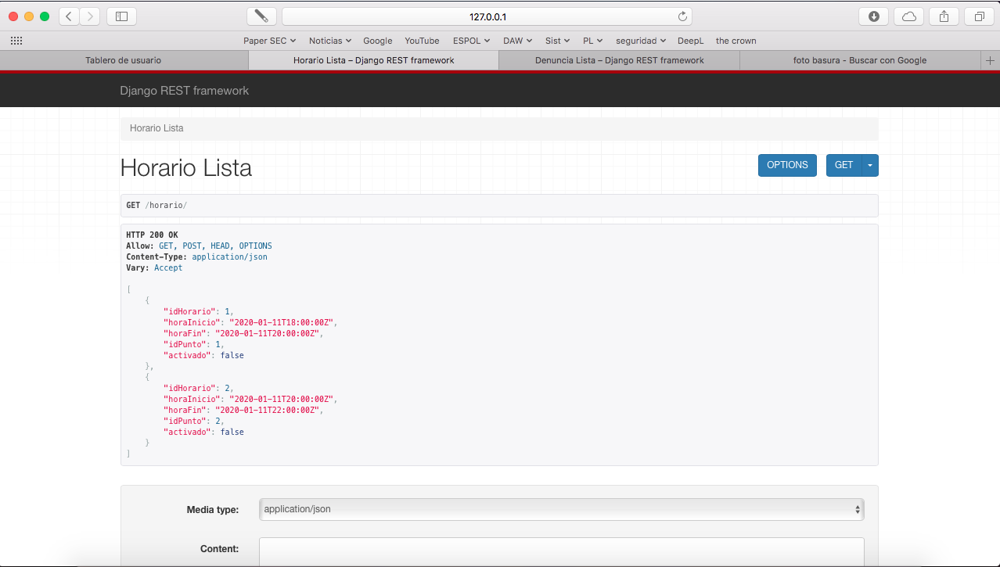 127.0.0.1
Paper SEC Noticias Google YouTube ESPOL DAW Sist PL seguridad DeepL the crown
Tablero de usuario Horario Lista – Django REST framework Denuncia Lista – Django REST framework foto basura - Buscar con Google
Django REST framework
Horario Lista
Horario Lista OPTIONS GET
GET /horario/
HTTP 200 OK
Allow: GET, POST, HEAD, OPTIONS
Content-Type: application/json
Vary: Accept
[
{
"idHorario": 1,
"horaInicio": "2020-01-11T18:00:00Z",
"horaFin": "2020-01-11T20:00:00Z",
"idPunto": 1,
"activado": false
},
{
"idHorario": 2,
"horaInicio": "2020-01-11T20:00:00Z",
"horaFin": "2020-01-11T22:00:00Z",
"idPunto": 2,
"activado": false
}
]
Media type: application/json
Content: